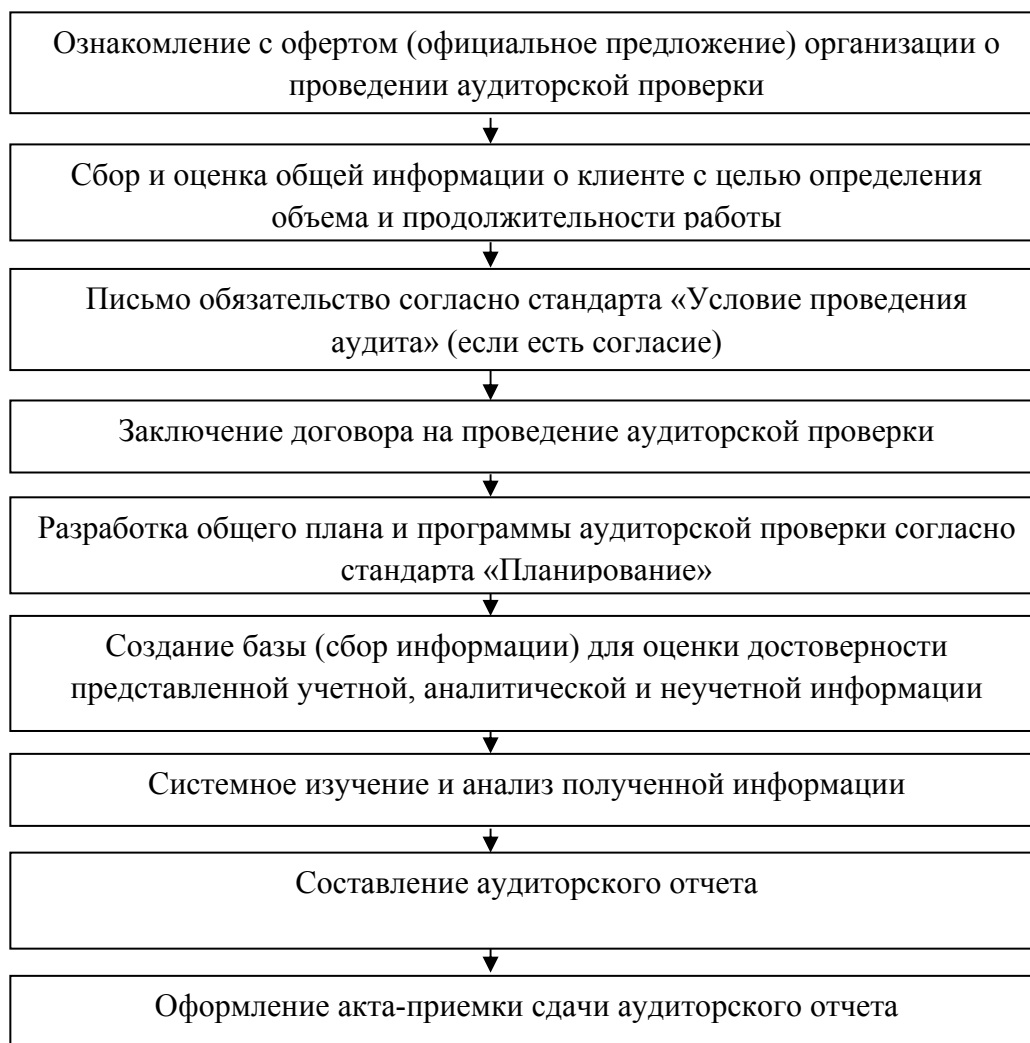 Ознакомление с офертом (официальное предложение) организации о
проведении аудиторской проверки
Сбор и оценка общей информации о клиенте с целью определения
объема и продолжительности работы
Письмо обязательство согласно стандарта «Условие проведения
аудита» (если есть согласие)
Заключение договора на проведение аудиторской проверки
Разработка общего плана и программы аудиторской проверки согласно
стандарта «Планирование»
Создание базы (сбор информации) для оценки достоверности
представленной учетной, аналитической и неучетной информации
Системное изучение и анализ полученной информации
Составление аудиторского отчета
Оформление акта-приемки сдачи аудиторского отчета